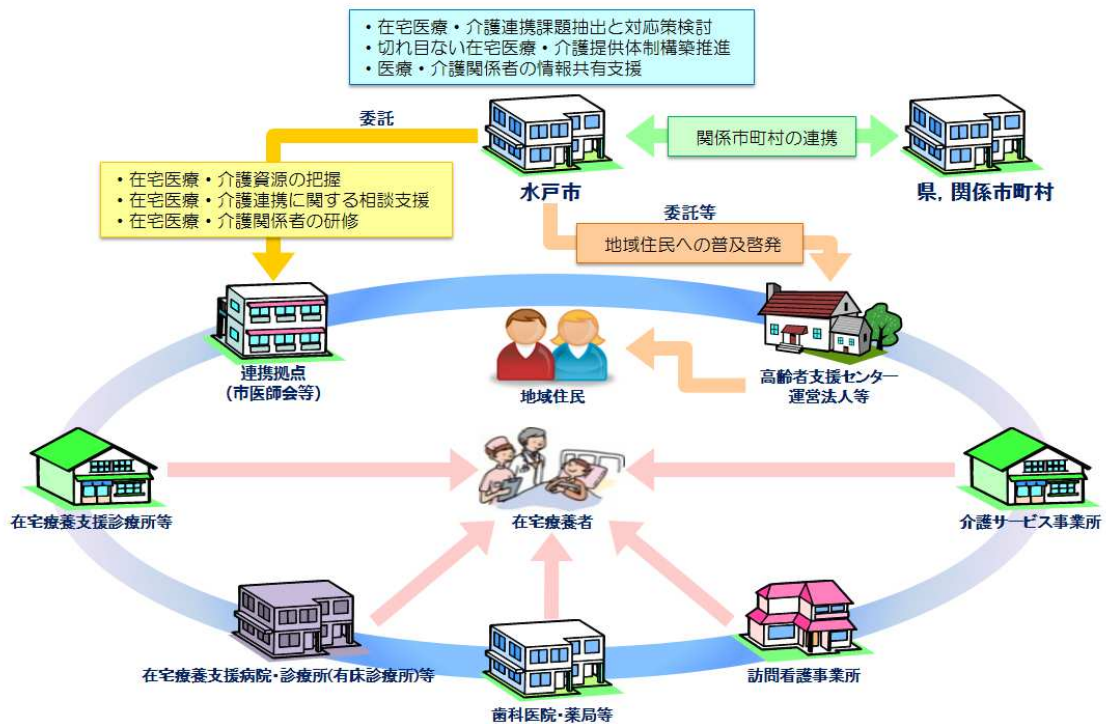 ・在宅医療・介護連携課題抽出と対応策検討
・切れ目ない在宅医療・介護提供体制構築推進
・医療・介護関係者の情報共有支援
委託
関係市町村の連携
水戸市
県，関係市町村
・在宅医療・介護資源の把握
・在宅医療・介護連携に関する相談支援
・在宅医療・介護関係者の研修
委託等
地域住民への普及啓発
連携拠点
(市医師会等)
地域住民
高齢者支援センター
運営法人等
在宅療養支援診療所等
在宅療養者
介護サービス事業所
在宅療養支援病院・診療所(有床診療所)等
訪問看護事業所
歯科医院・薬局等